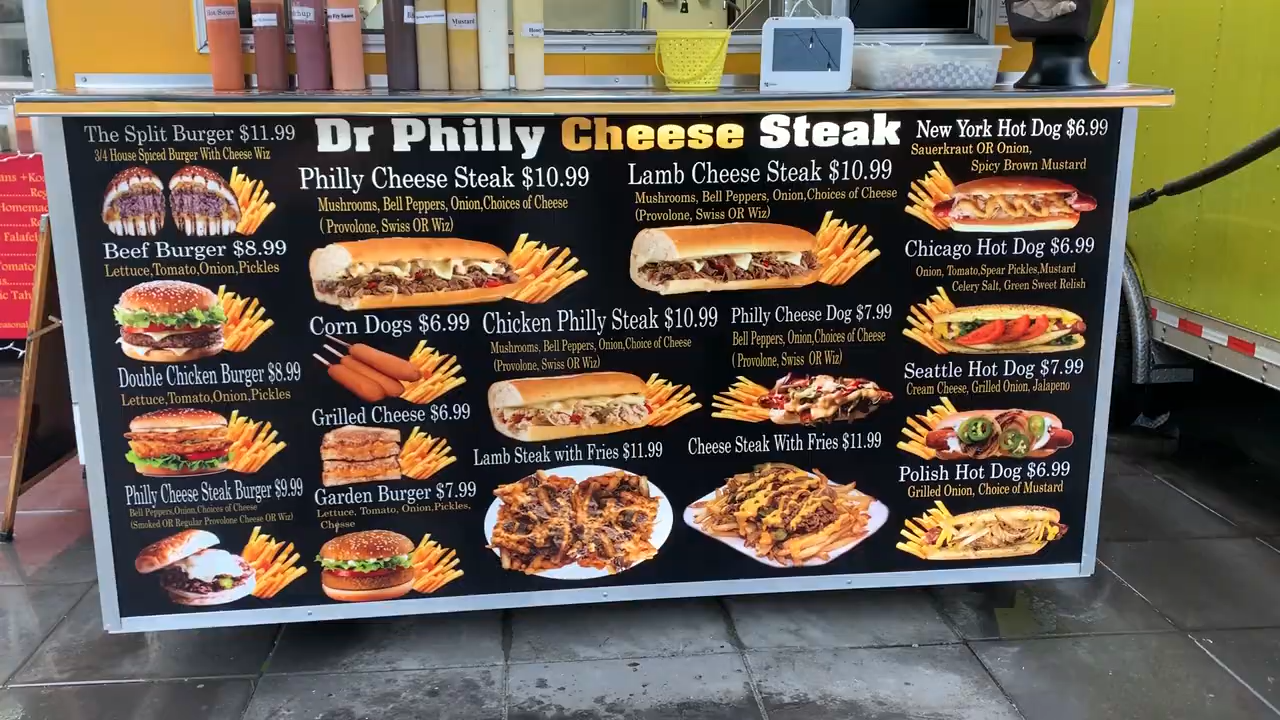 Hot Sauce
Mustard
Dr Philly Cheese Steak
The Split Burger $11.99
3/4 House Spiced Burger With Cheese Wiz
Beef Burger $8.99
Lettuce,Tomato,Onion,Pickles
Double Chicken Burger $8.99
Lettuce,Tomato,Onion,Pickles
Philly Cheese Steak Burger $9.99
Bell Peppers,Onion,Choices of Cheese
(Smoked OR Regular Provolone Cheese OR Wiz)
Philly Cheese Steak $10.99
Mushrooms, Bell Peppers, Onion,Choices of Cheese
(Provolone, Swiss OR Wiz)
Corn Dogs $6.99
Grilled Cheese $6.99
Garden Burger $7.99
Lettuce, Tomato, Onion,Pickles,
Cheese
Lamb Cheese Steak $10.99
Mushrooms, Bell Peppers, Onion,Choices of Cheese
(Provolone, Swiss OR Wiz)
Chicken Philly Steak $10.99
Mushrooms, Bell Peppers, Onion,Choice of Cheese
(Provolone, Swiss OR Wiz)
Philly Cheese Dog $7.99
Bell Peppers, Onion,Choices of Cheese
(Provolone, Swiss OR Wiz)
Lamb Steak with Fries $11.99
Cheese Steak With Fries $11.99
New York Hot Dog $6.99
Sauerkraut OR Onion,
Spicy Brown Mustard
Chicago Hot Dog $6.99
Onion, Tomato,Spear Pickles,Mustard
Celery Salt, Green Sweet Relish
Seattle Hot Dog $7.99
Cream Cheese, Grilled Onion, Jalapeno
Polish Hot Dog $6.99
Grilled Onion, Choice of Mustard